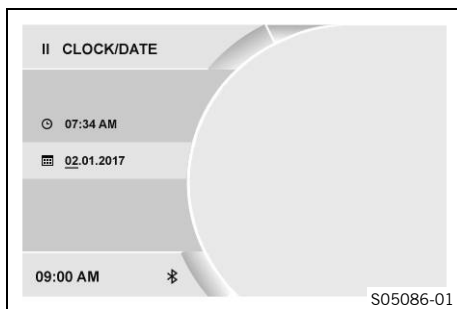 II CLOCK/DATE
07:34 AM
02.01.2017
09:00 AM
S05086-01